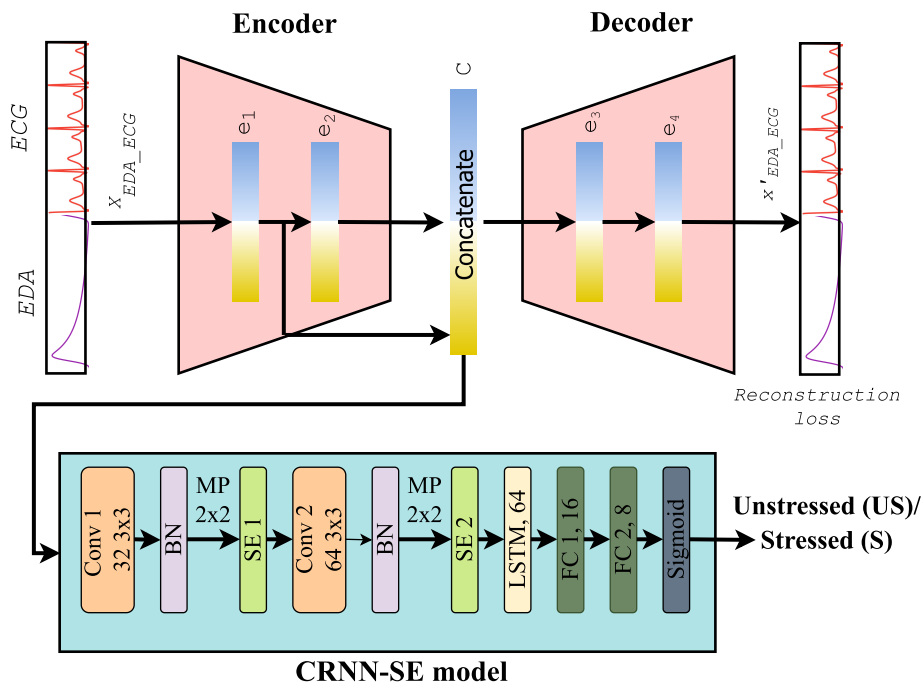 Encoder
Decoder
ECG
EDA
x_EDA_ECG
e1
e2
C
Concatenate
e3
e4
x'_EDA_ECG
Reconstruction
loss
Conv 1
32 3x3
BN
MP
2x2
SE 1
Conv 2
64 3x3
BN
MP
2x2
SE 2
LSTM, 64
FC 1, 16
FC 2, 8
Sigmoid
Unstressed (US)/
Stressed (S)
CRNN-SE model